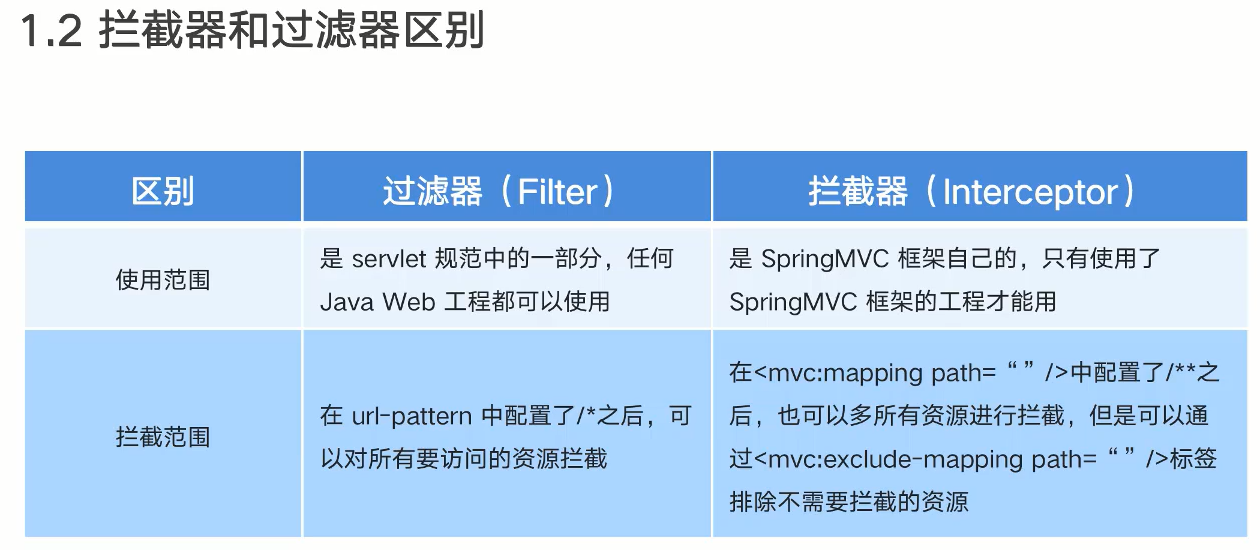 1.2 拦截器和过滤器区别
区别
过滤器（Filter）
拦截器（Interceptor）
使用范围
是 servlet 规范中的一部分，任何
Java Web 工程都可以使用
是 SpringMVC 框架自己的，只有使用了
SpringMVC 框架的工程才能用
拦截范围
在 url-pattern 中配置了/*之后，可
以对所有要访问的资源拦截
在<mvc:mapping path=“”/>中配置了/**之
后，也可以多所有资源进行拦截，但是可以通
过<mvc:exclude-mapping path=“”/>标签
排除不需要拦截的资源